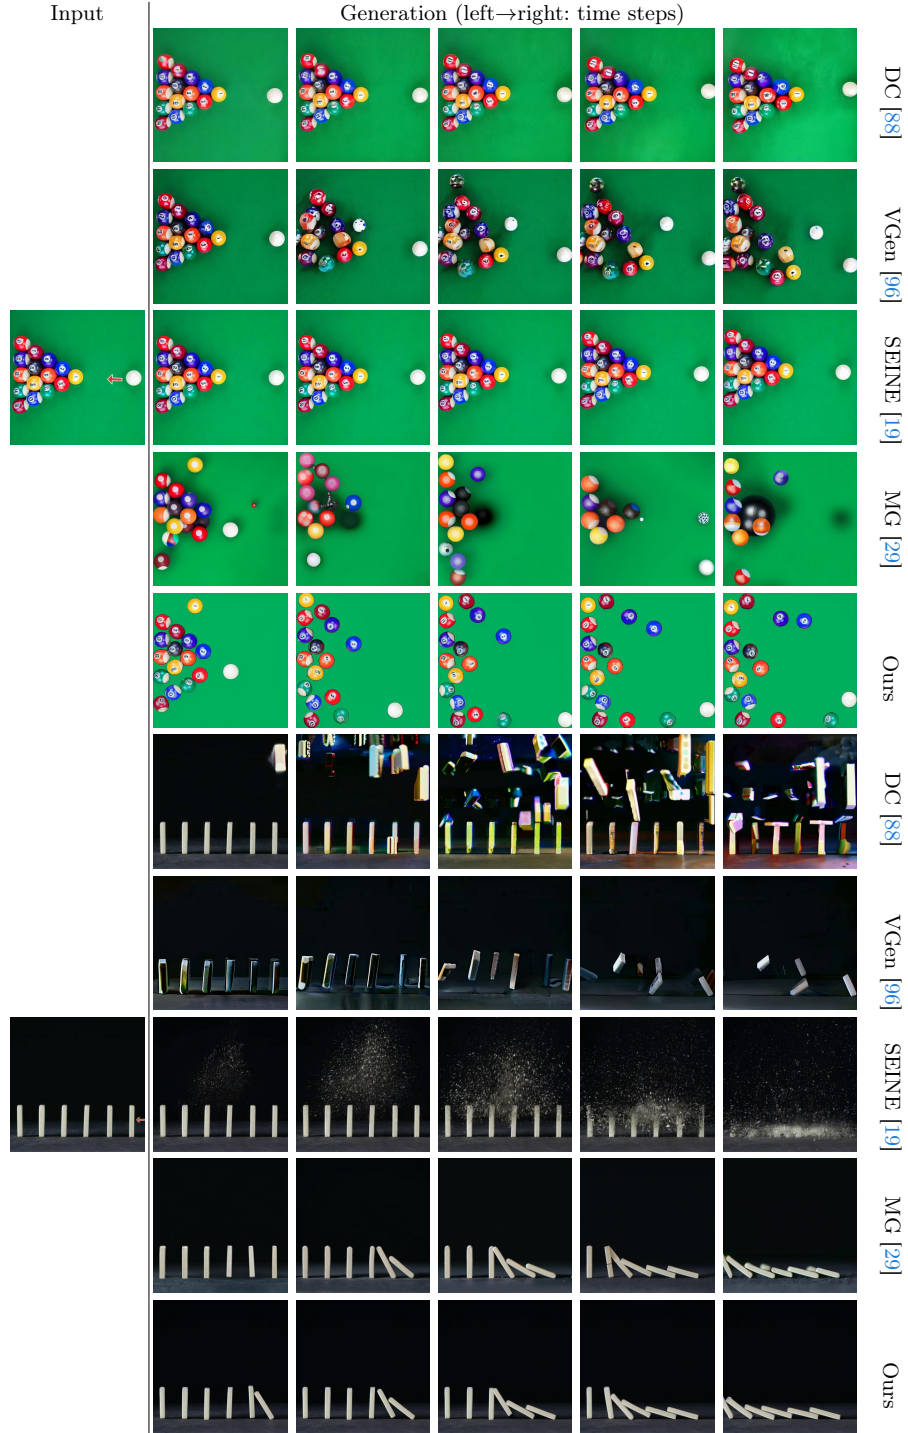 Input
Generation (left→right: time steps)
DC [88]
VGen [96]
SEINE [19]
MG [29]
Ours
DC [88]
VGen [96]
SEINE [19]
MG [29]
Ours